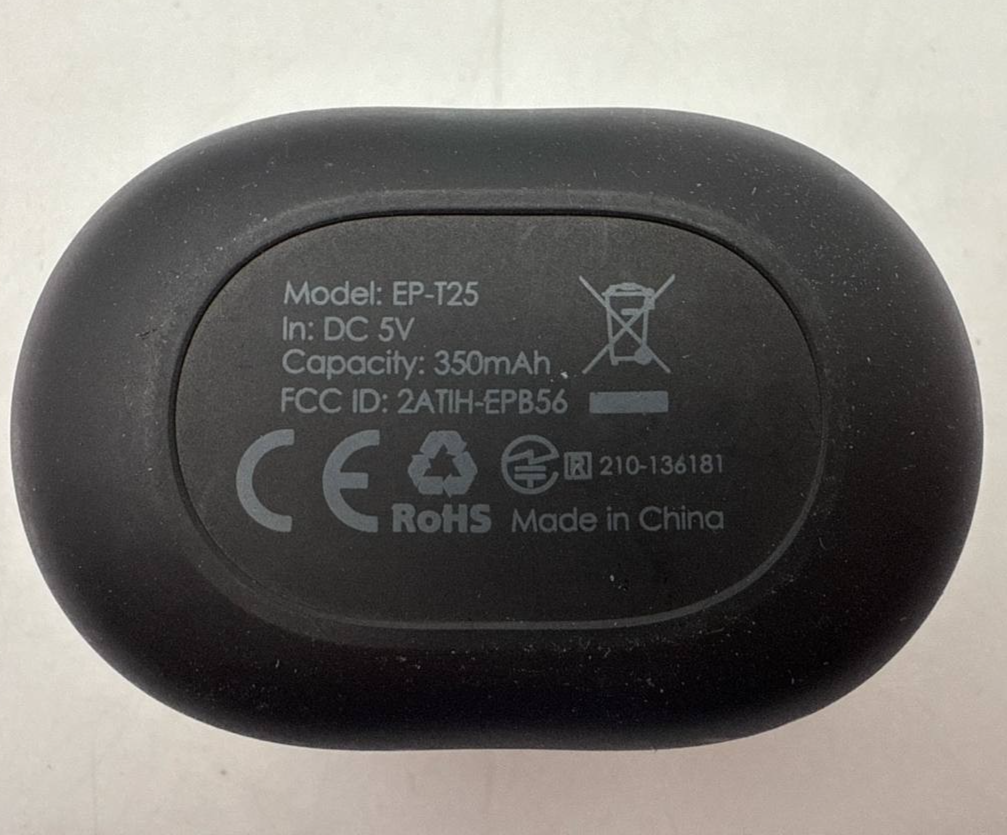 Model: EP-T25
In: DC 5V
Capacity: 350mAh
FCC ID: 2ATIH-EPB56
CE
R 210-136181
RoHS Made in China